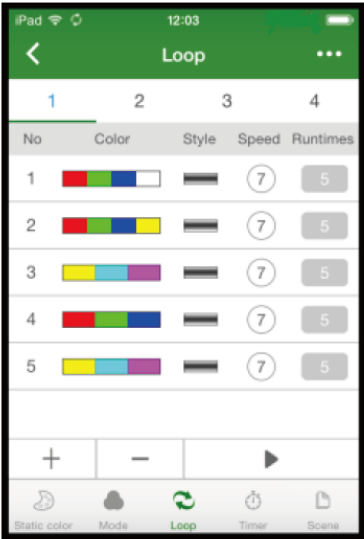 iPad 12:03
Loop
1 2 3 4
No Color Style Speed Runtimes
1 7 5
2 7 5
3 7 5
4 7 5
5 7 5
Static color Mode Loop Timer Scene